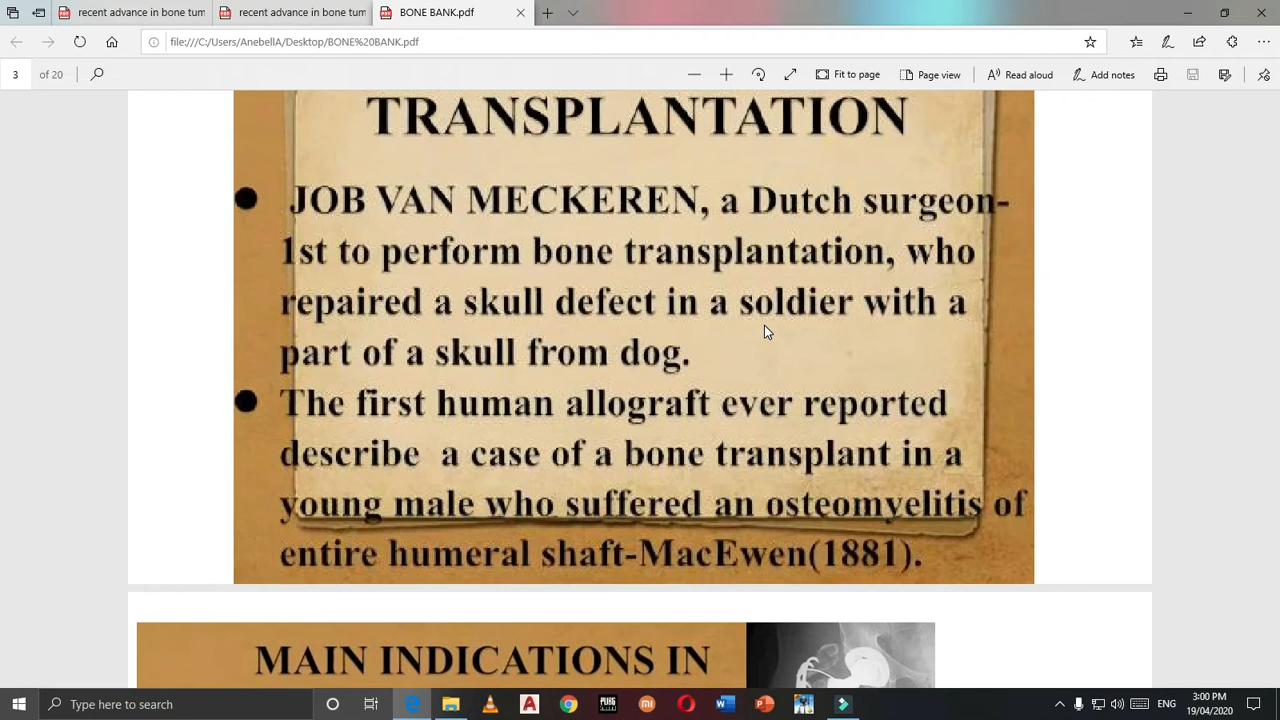 recent advance in bone tum
recent advance in bone tum
BONE BANK.pdf
file:///C:/Users/AnebellA/Desktop/BONE%20BANK.pdf
3 of 20
Fit to page
Page view
Read aloud
Add notes
TRANSPLANTATION
● JOB VAN MECKEREN, a Dutch surgeon-
1st to perform bone transplantation, who
repaired a skull defect in a soldier with a
part of a skull from dog.
● The first human allograft ever reported
describe a case of a bone transplant in a
young male who suffered an osteomyelitis of
entire humeral shaft-MacEwen(1881).
MAIN INDICATIONS IN
Type here to search
PUBG
ENG
3:00 PM
19/04/2020